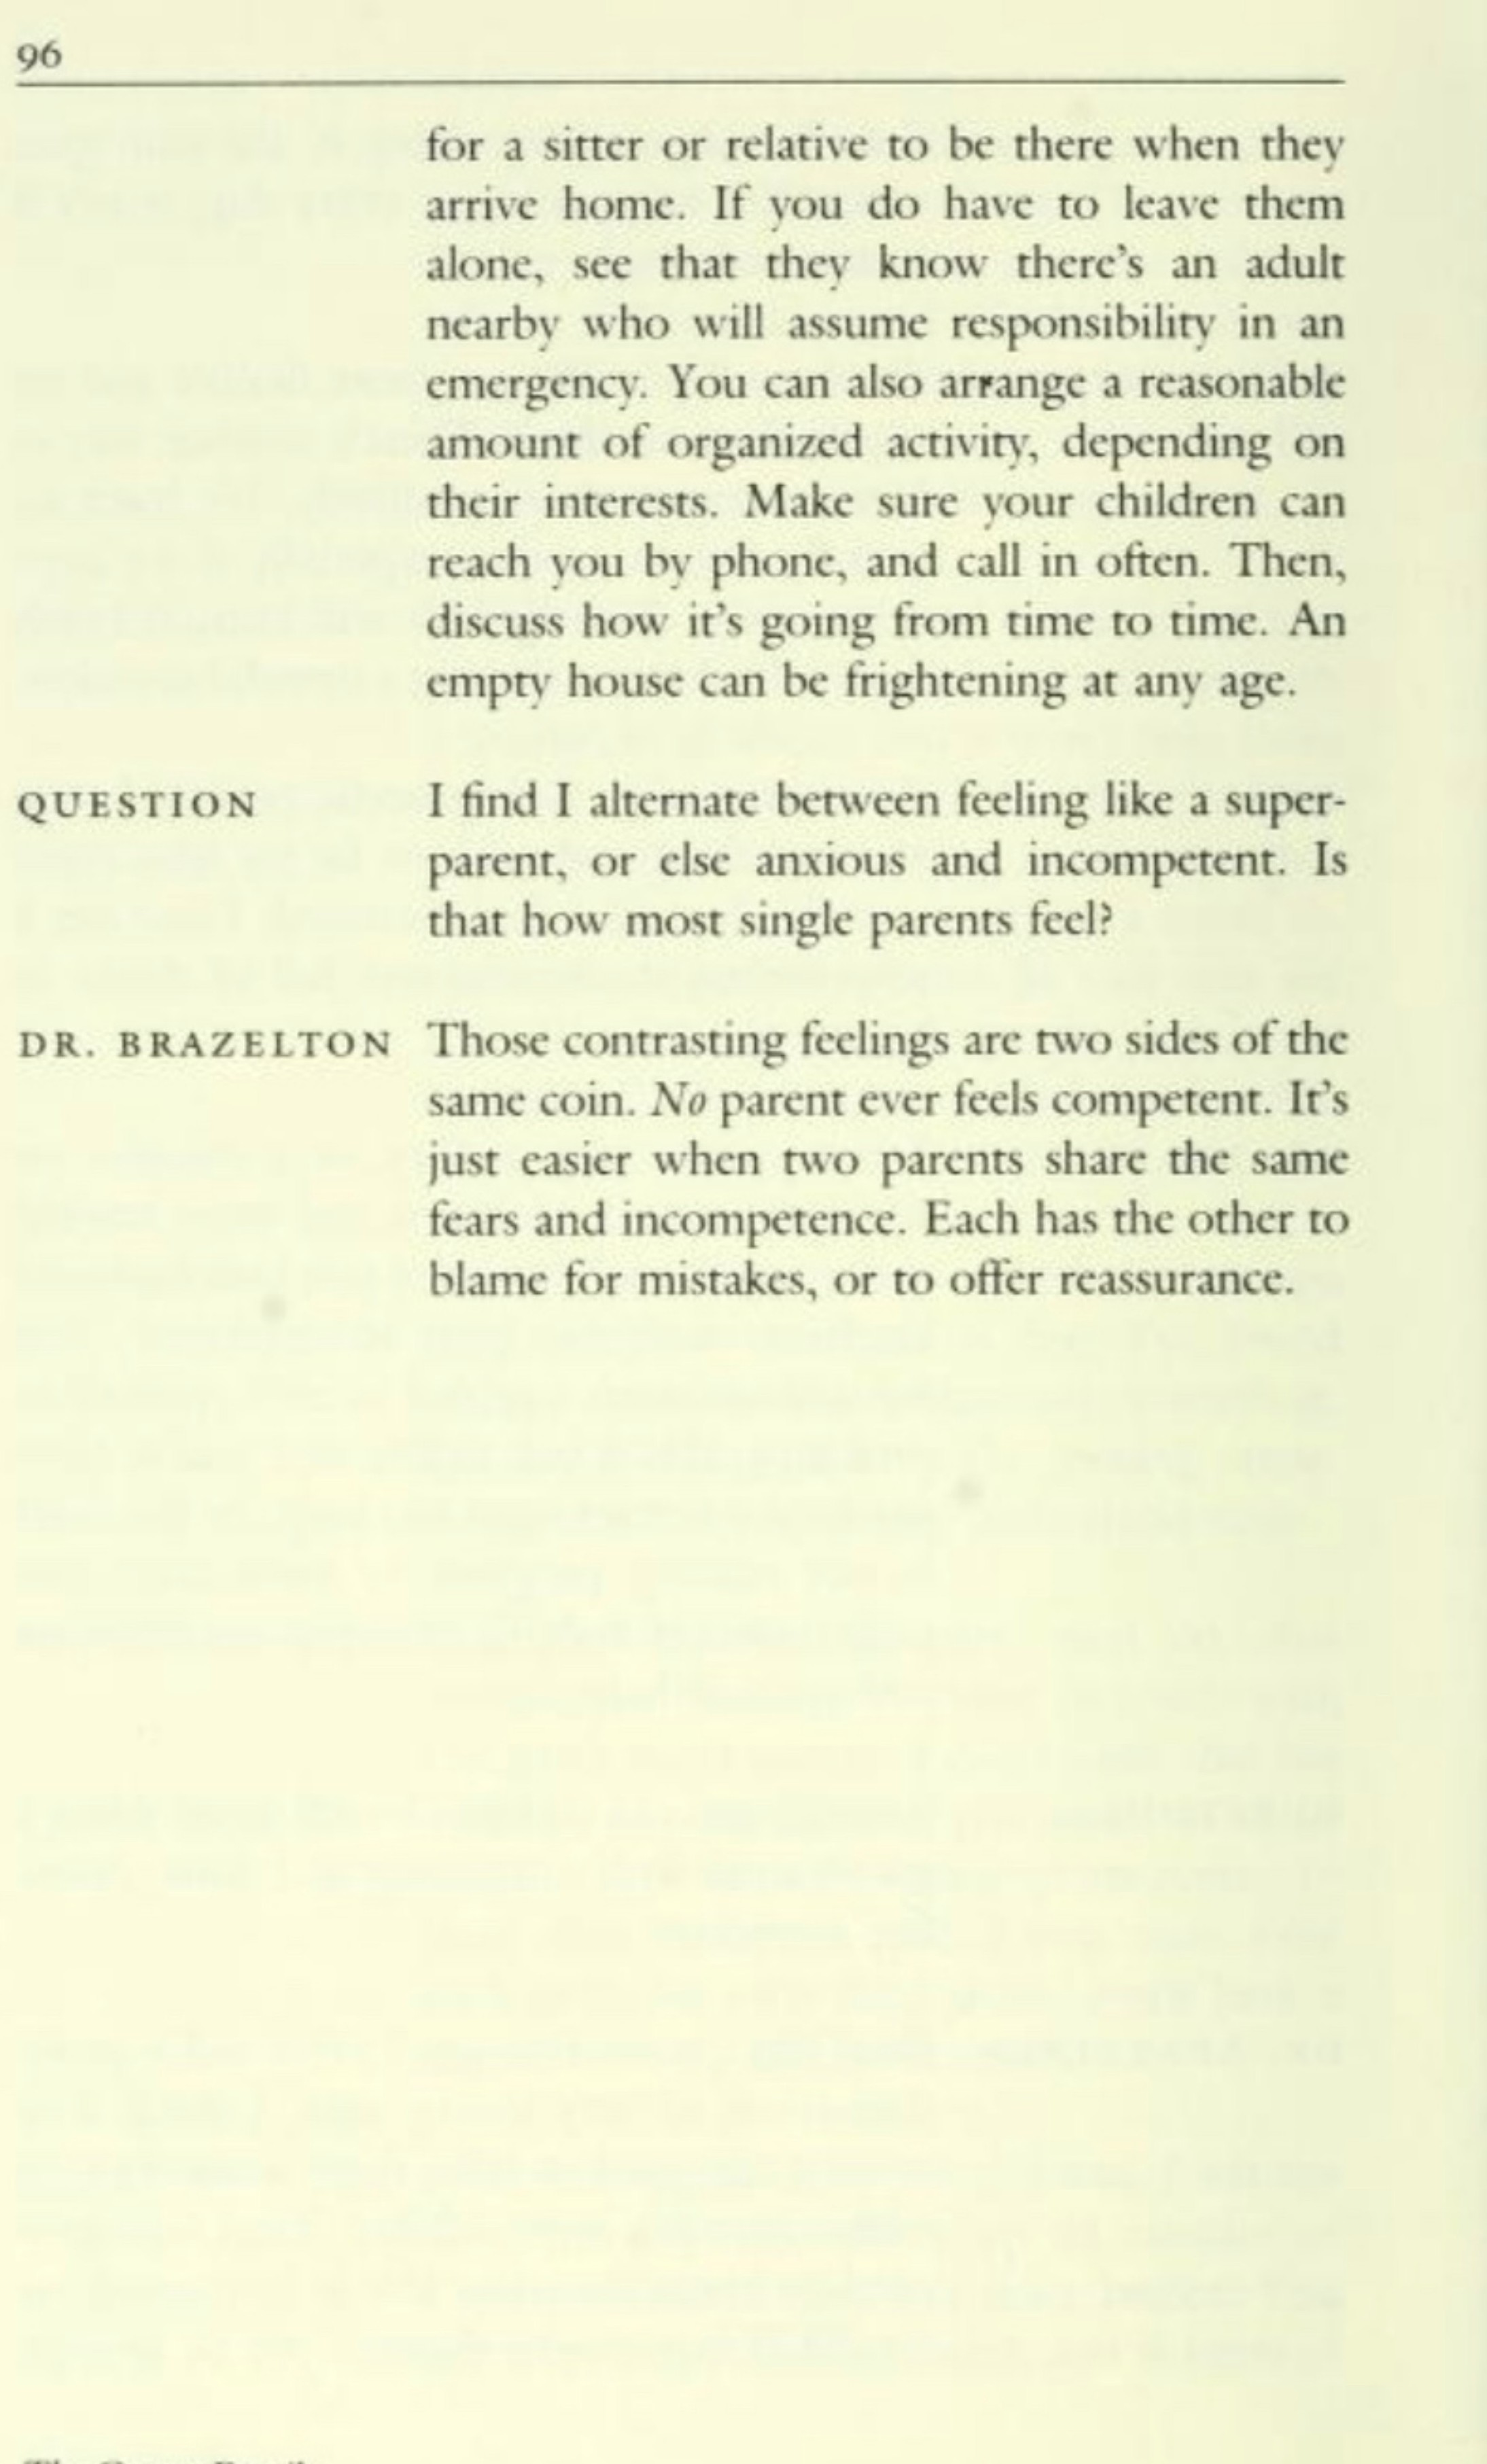 96
for a sitter or relative to be there when they
arrive home. If you do have to leave them
alone, see that they know there's an adult
nearby who will assume responsibility in an
emergency. You can also arrange a reasonable
amount of organized activity, depending on
their interests. Make sure your children can
reach you by phone, and call in often. Then,
discuss how it's going from time to time. An
empty house can be frightening at any age.
QUESTION I find I alternate between feeling like a super-
parent, or else anxious and incompetent. Is
that how most single parents feel?
DR. BRAZELTON Those contrasting feelings are two sides of the
same coin. No parent ever feels competent. It's
just easier when two parents share the same
fears and incompetence. Each has the other to
blame for mistakes, or to offer reassurance.